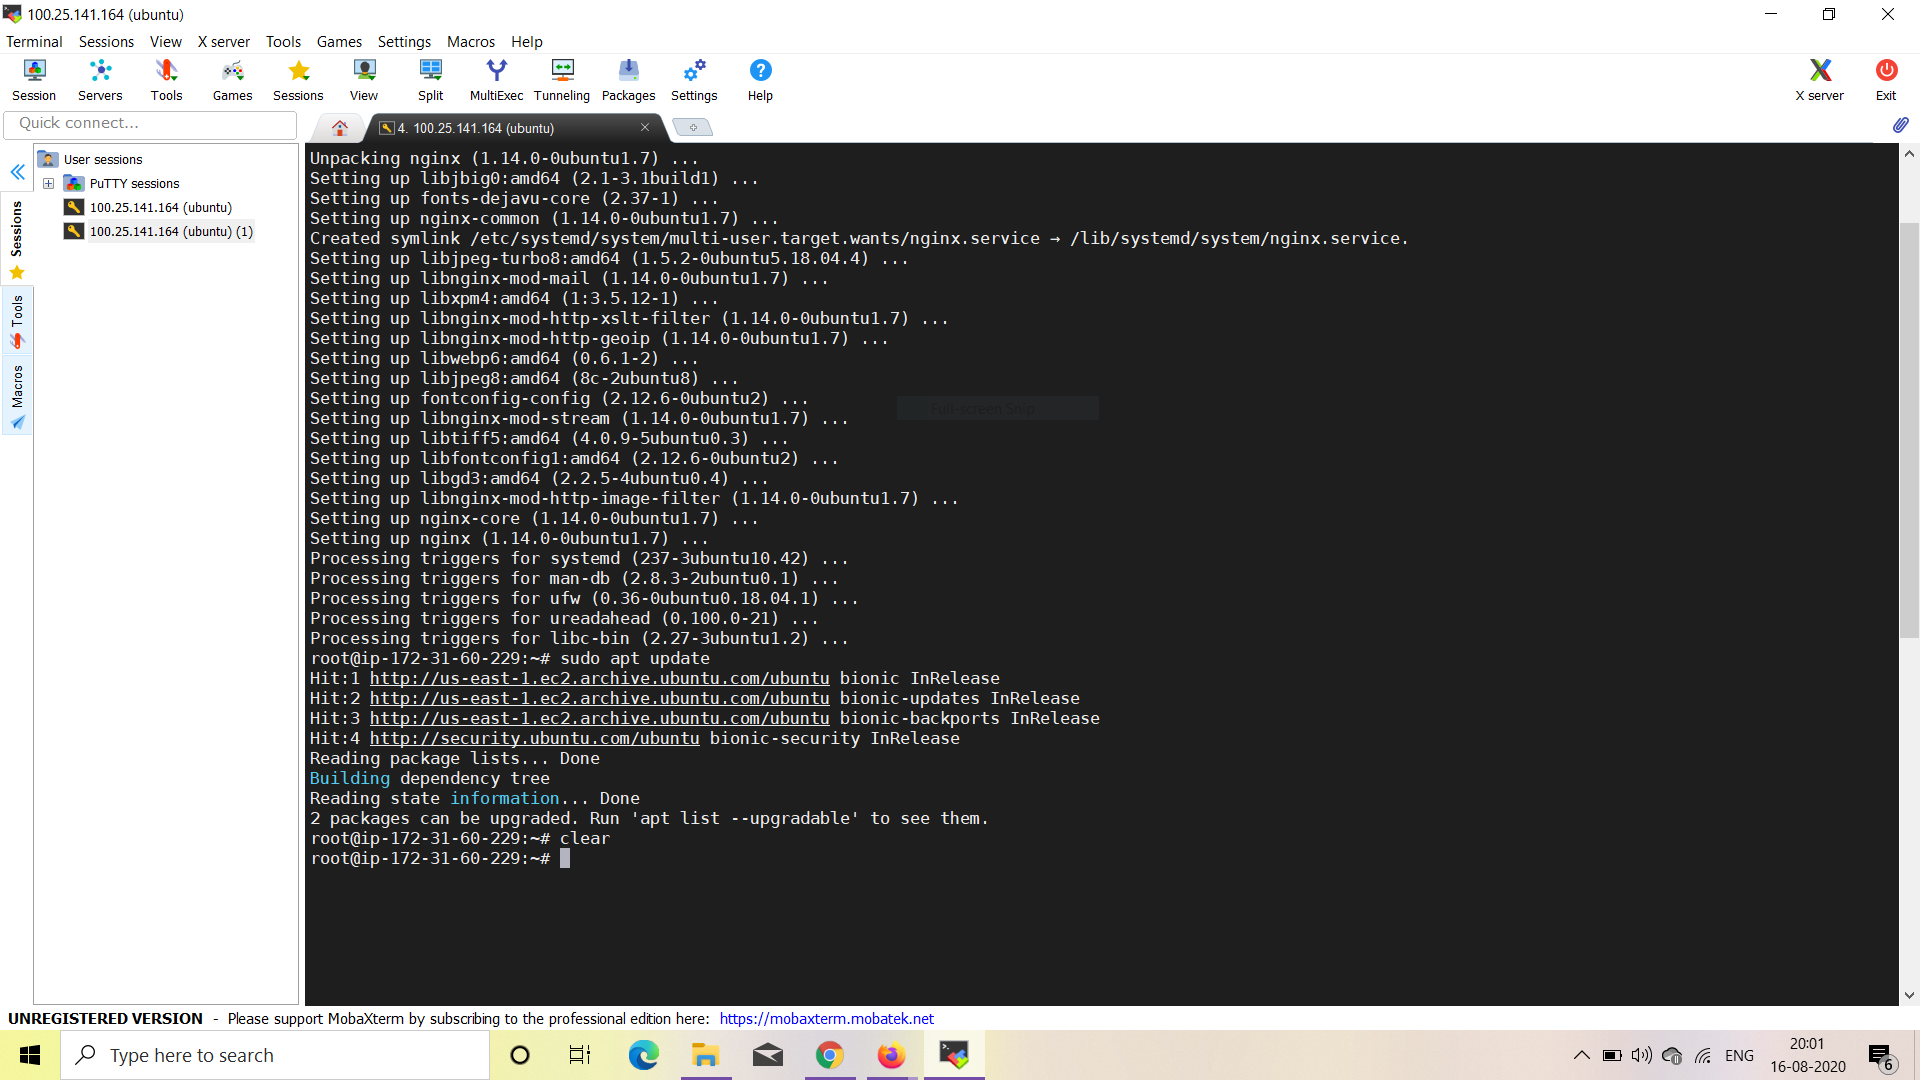 100.25.141.164 (ubuntu)
Terminal Sessions View X server Tools Games Settings Macros Help
Session Servers Tools Games Sessions View Split MultiExec Tunneling Packages Settings Help X server Exit
Quick connect...
4. 100.25.141.164 (ubuntu)
User sessions
PuTTY sessions
100.25.141.164 (ubuntu)
100.25.141.164 (ubuntu) (1)
Sessions
Tools
Macros
Unpacking nginx (1.14.0-0ubuntu1.7) ...
Setting up libjbig0:amd64 (2.1-3.1build1) ...
Setting up fonts-dejavu-core (2.37-1) ...
Setting up nginx-common (1.14.0-0ubuntu1.7) ...
Created symlink /etc/systemd/system/multi-user.target.wants/nginx.service → /lib/systemd/system/nginx.service.
Setting up libjpeg-turbo8:amd64 (1.5.2-0ubuntu5.18.04.4) ...
Setting up libnginx-mod-mail (1.14.0-0ubuntu1.7) ...
Setting up libxpm4:amd64 (1:3.5.12-1) ...
Setting up libnginx-mod-http-xslt-filter (1.14.0-0ubuntu1.7) ...
Setting up libnginx-mod-http-geoip (1.14.0-0ubuntu1.7) ...
Setting up libwebp6:amd64 (0.6.1-2) ...
Setting up libjpeg8:amd64 (8c-2ubuntu8) ...
Setting up fontconfig-config (2.12.6-0ubuntu2) ...
Full-screen Snip
Setting up libnginx-mod-stream (1.14.0-0ubuntu1.7) ...
Setting up libtiff5:amd64 (4.0.9-5ubuntu0.3) ...
Setting up libfontconfig1:amd64 (2.12.6-0ubuntu2) ...
Setting up libgd3:amd64 (2.2.5-4ubuntu0.4) ...
Setting up libnginx-mod-http-image-filter (1.14.0-0ubuntu1.7) ...
Setting up nginx-core (1.14.0-0ubuntu1.7) ...
Setting up nginx (1.14.0-0ubuntu1.7) ...
Processing triggers for systemd (237-3ubuntu10.42) ...
Processing triggers for man-db (2.8.3-2ubuntu0.1) ...
Processing triggers for ufw (0.36-0ubuntu0.18.04.1) ...
Processing triggers for ureadahead (0.100.0-21) ...
Processing triggers for libc-bin (2.27-3ubuntu1.2) ...
root@ip-172-31-60-229:~# sudo apt update
Hit:1 http://us-east-1.ec2.archive.ubuntu.com/ubuntu bionic InRelease
Hit:2 http://us-east-1.ec2.archive.ubuntu.com/ubuntu bionic-updates InRelease
Hit:3 http://us-east-1.ec2.archive.ubuntu.com/ubuntu bionic-backports InRelease
Hit:4 http://security.ubuntu.com/ubuntu bionic-security InRelease
Reading package lists... Done
Building dependency tree
Reading state information... Done
2 packages can be upgraded. Run 'apt list --upgradable' to see them.
root@ip-172-31-60-229:~# clear
root@ip-172-31-60-229:~#
UNREGISTERED VERSION - Please support MobaXterm by subscribing to the professional edition here: https://mobaxterm.mobatek.net
Type here to search
ENG
20:01
16-08-2020
6